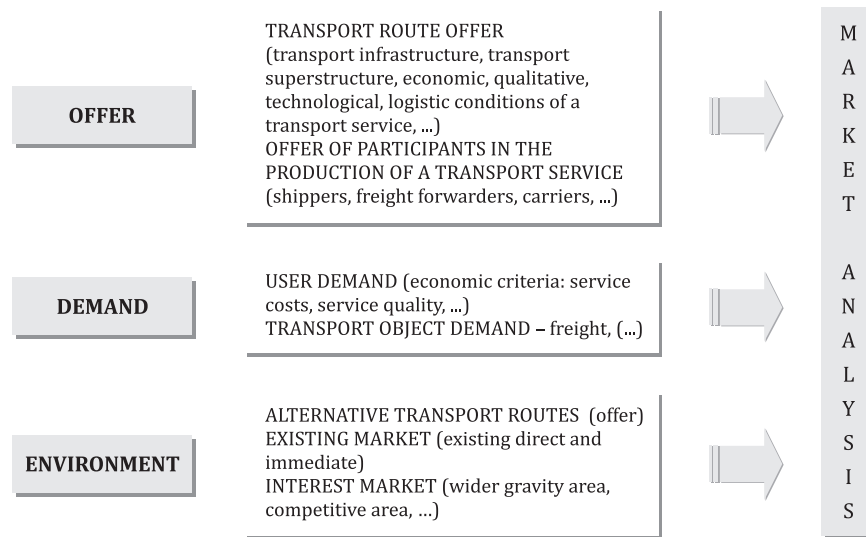 OFFER
TRANSPORT ROUTE OFFER
(transport infrastructure, transport
superstructure, economic, qualitative,
technological, logistic conditions of a
transport service, ...)
OFFER OF PARTICIPANTS IN THE
PRODUCTION OF A TRANSPORT SERVICE
(shippers, freight forwarders, carriers, ...)
DEMAND
USER DEMAND (economic criteria: service
costs, service quality, ...)
TRANSPORT OBJECT DEMAND – freight, (...)
ENVIRONMENT
ALTERNATIVE TRANSPORT ROUTES (offer)
EXISTING MARKET (existing direct and
immediate)
INTEREST MARKET (wider gravity area,
competitive area, ...)
MARKET ANALYSIS